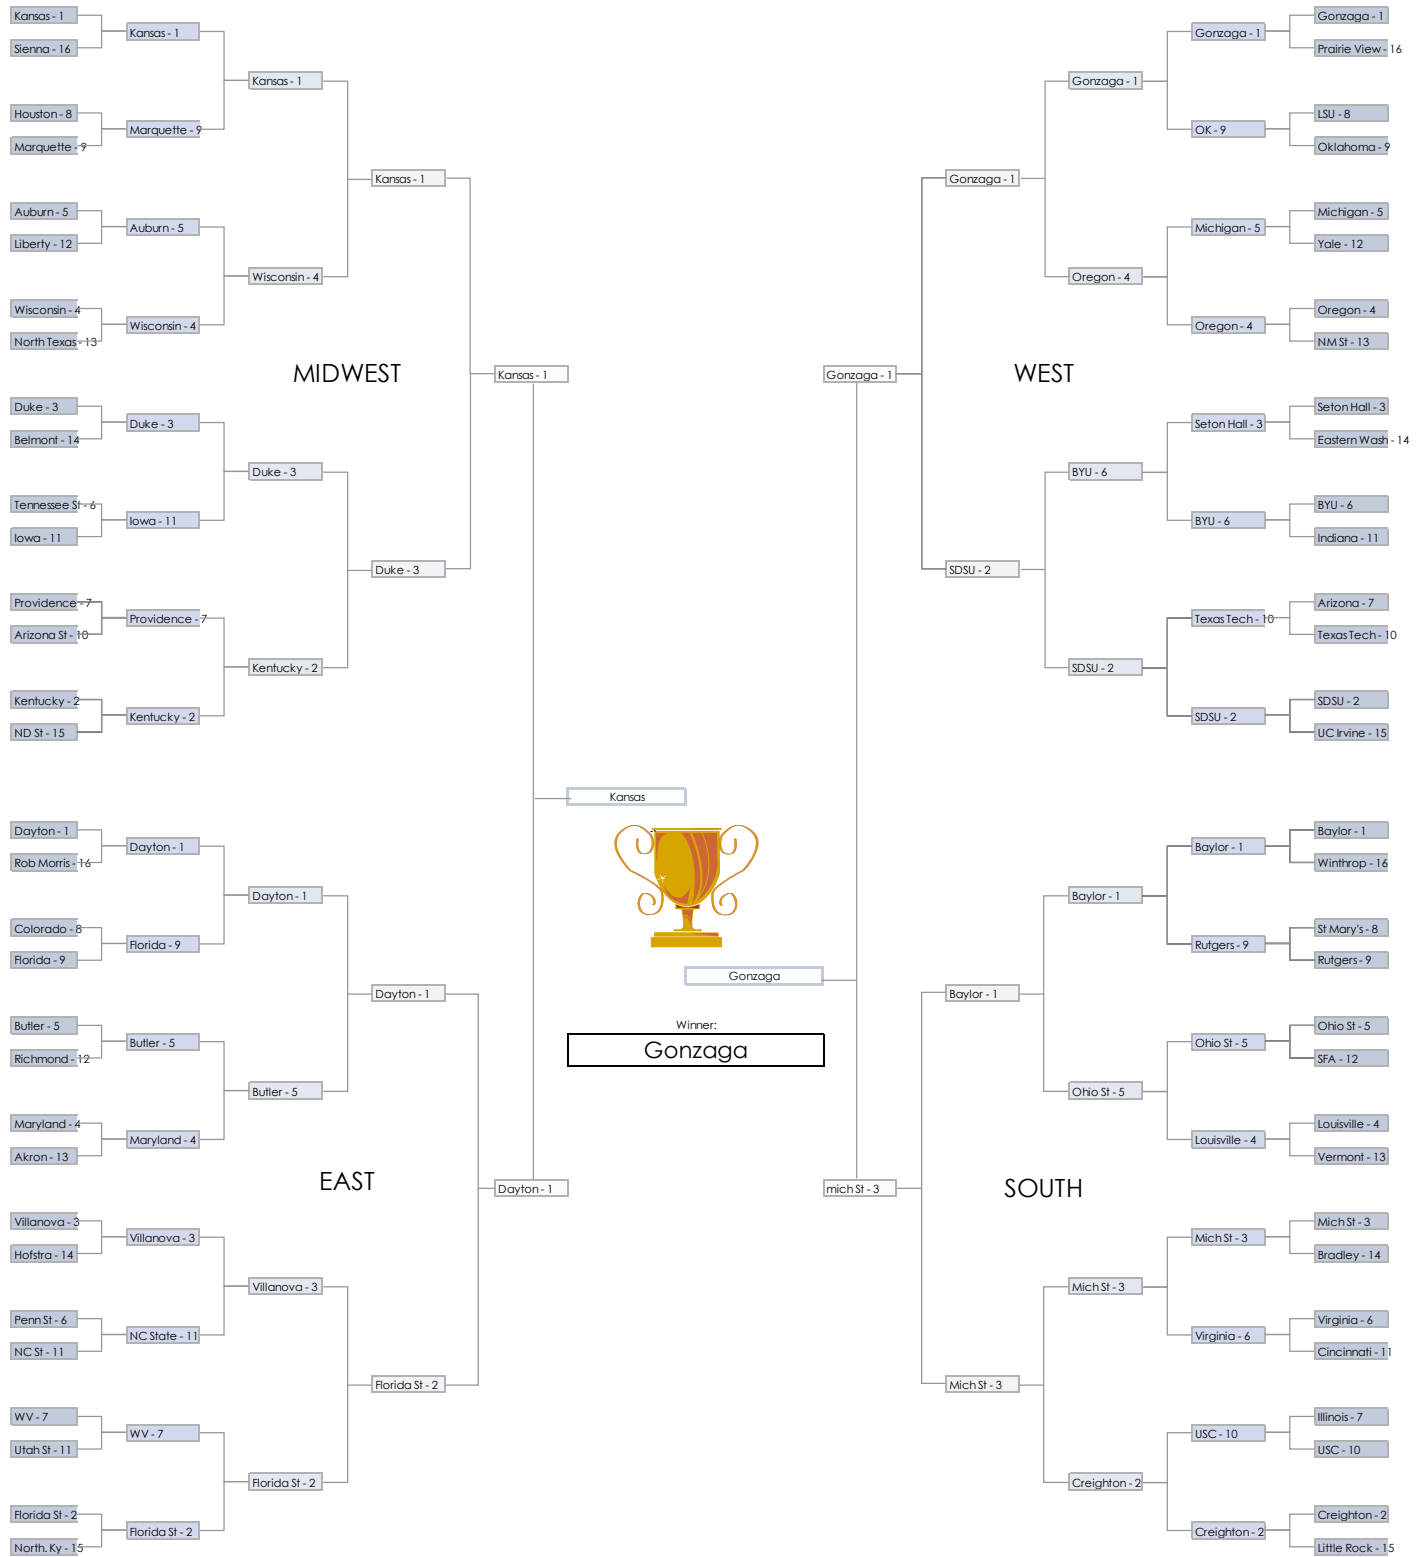 Kansas - 1
Sienna - 16
Houston - 8
Marquette - 9
Auburn - 5
Liberty - 12
Wisconsin - 4
North Texas - 13
Duke - 3
Belmont - 14
Tennessee St - 6
Iowa - 11
Providence - 7
Arizona St - 10
Kentucky - 2
ND St - 15
Kansas - 1
Marquette - 9
Auburn - 5
Wisconsin - 4
Duke - 3
Iowa - 11
Providence - 7
Kentucky - 2
Kansas - 1
Wisconsin - 4
Duke - 3
Kentucky - 2
Kansas - 1
Duke - 3
MIDWEST
Kansas - 1
Gonzaga - 1
WEST
Gonzaga - 1
SDSU - 2
Gonzaga - 1
Oregon - 4
BYU - 6
SDSU - 2
Gonzaga - 1
OK - 9
Michigan - 5
Oregon - 4
Seton Hall - 3
BYU - 6
Texas Tech - 10
SDSU - 2
Gonzaga - 1
Prairie View - 16
LSU - 8
Oklahoma - 9
Michigan - 5
Yale - 12
Oregon - 4
NM St - 13
Seton Hall - 3
Eastern Wash - 14
BYU - 6
Indiana - 11
Arizona - 7
Texas Tech - 10
SDSU - 2
UC Irvine - 15
Kansas
Gonzaga
Winner:
Gonzaga
Dayton - 1
Rob Morris - 16
Colorado - 8
Florida - 9
Butler - 5
Richmond - 12
Maryland - 4
Akron - 13
Villanova - 3
Hofstra - 14
Penn St - 6
NC St - 11
WV - 7
Utah St - 11
Florida St - 2
North. Ky - 15
Dayton - 1
Florida - 9
Butler - 5
Maryland - 4
Villanova - 3
NC State - 11
WV - 7
Florida St - 2
Dayton - 1
Butler - 5
Villanova - 3
Florida St - 2
Dayton - 1
Florida St - 2
EAST
Dayton - 1
mich St - 3
SOUTH
Baylor - 1
Mich St - 3
Baylor - 1
Ohio St - 5
Mich St - 3
Creighton - 2
Baylor - 1
Rutgers - 9
Ohio St - 5
Louisville - 4
Mich St - 3
Virginia - 6
USC - 10
Creighton - 2
Baylor - 1
Winthrop - 16
St Mary's - 8
Rutgers - 9
Ohio St - 5
SFA - 12
Louisville - 4
Vermont - 13
Mich St - 3
Bradley - 14
Virginia - 6
Cincinnati - 11
Illinois - 7
USC - 10
Creighton - 2
Little Rock - 15